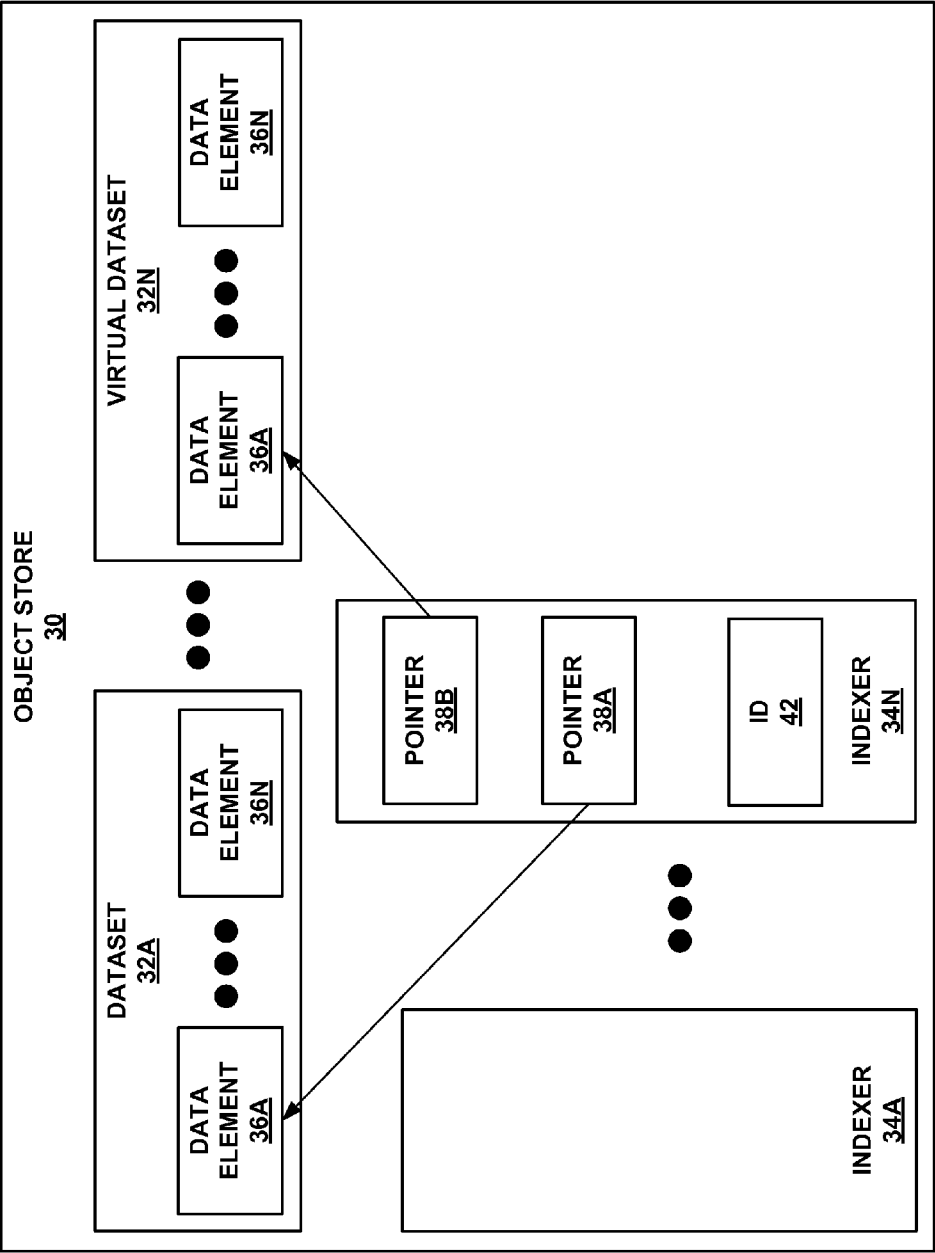 OBJECT STORE
30
DATASET
32A
DATA
ELEMENT
36A
DATA
ELEMENT
36N
VIRTUAL DATASET
32N
DATA
ELEMENT
36A
DATA
ELEMENT
36N
INDEXER
34A
POINTER
38B
POINTER
38A
ID
42
INDEXER
34N